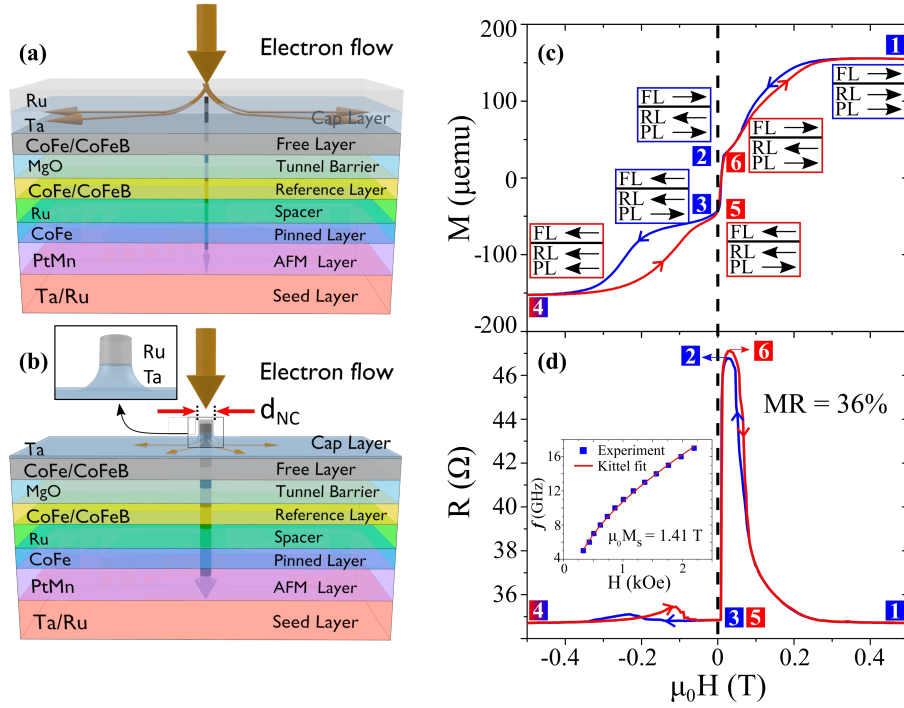 (a)
Electron flow
Ru
Ta
Cap Layer
CoFe/CoFeB Free Layer
MgO Tunnel Barrier
CoFe/CoFeB Reference Layer
Ru Spacer
CoFe Pinned Layer
PtMn AFM Layer
Ta/Ru Seed Layer
(b)
Ru
Ta
Electron flow
d_NC
Ta Cap Layer
CoFe/CoFeB Free Layer
MgO Tunnel Barrier
CoFe/CoFeB Reference Layer
Ru Spacer
CoFe Pinned Layer
PtMn AFM Layer
Ta/Ru Seed Layer
(c)
M (μemu)
200
100
0
-100
-200
1
FL
RL
PL
FL
RL
PL
2
FL
RL
PL
6
FL
RL
PL
3
5
FL
RL
PL
FL
RL
PL
4
(d)
R (Ω)
46
44
42
40
38
36
34
2
6
MR = 36%
Experiment
Kittel fit
μ₀M_S = 1.41 T
f (GHz)
16
12
8
4
0 1 2
H (kOe)
4
3 5
1
-0.4 -0.2 0 0.2 0.4
μ₀H (T)